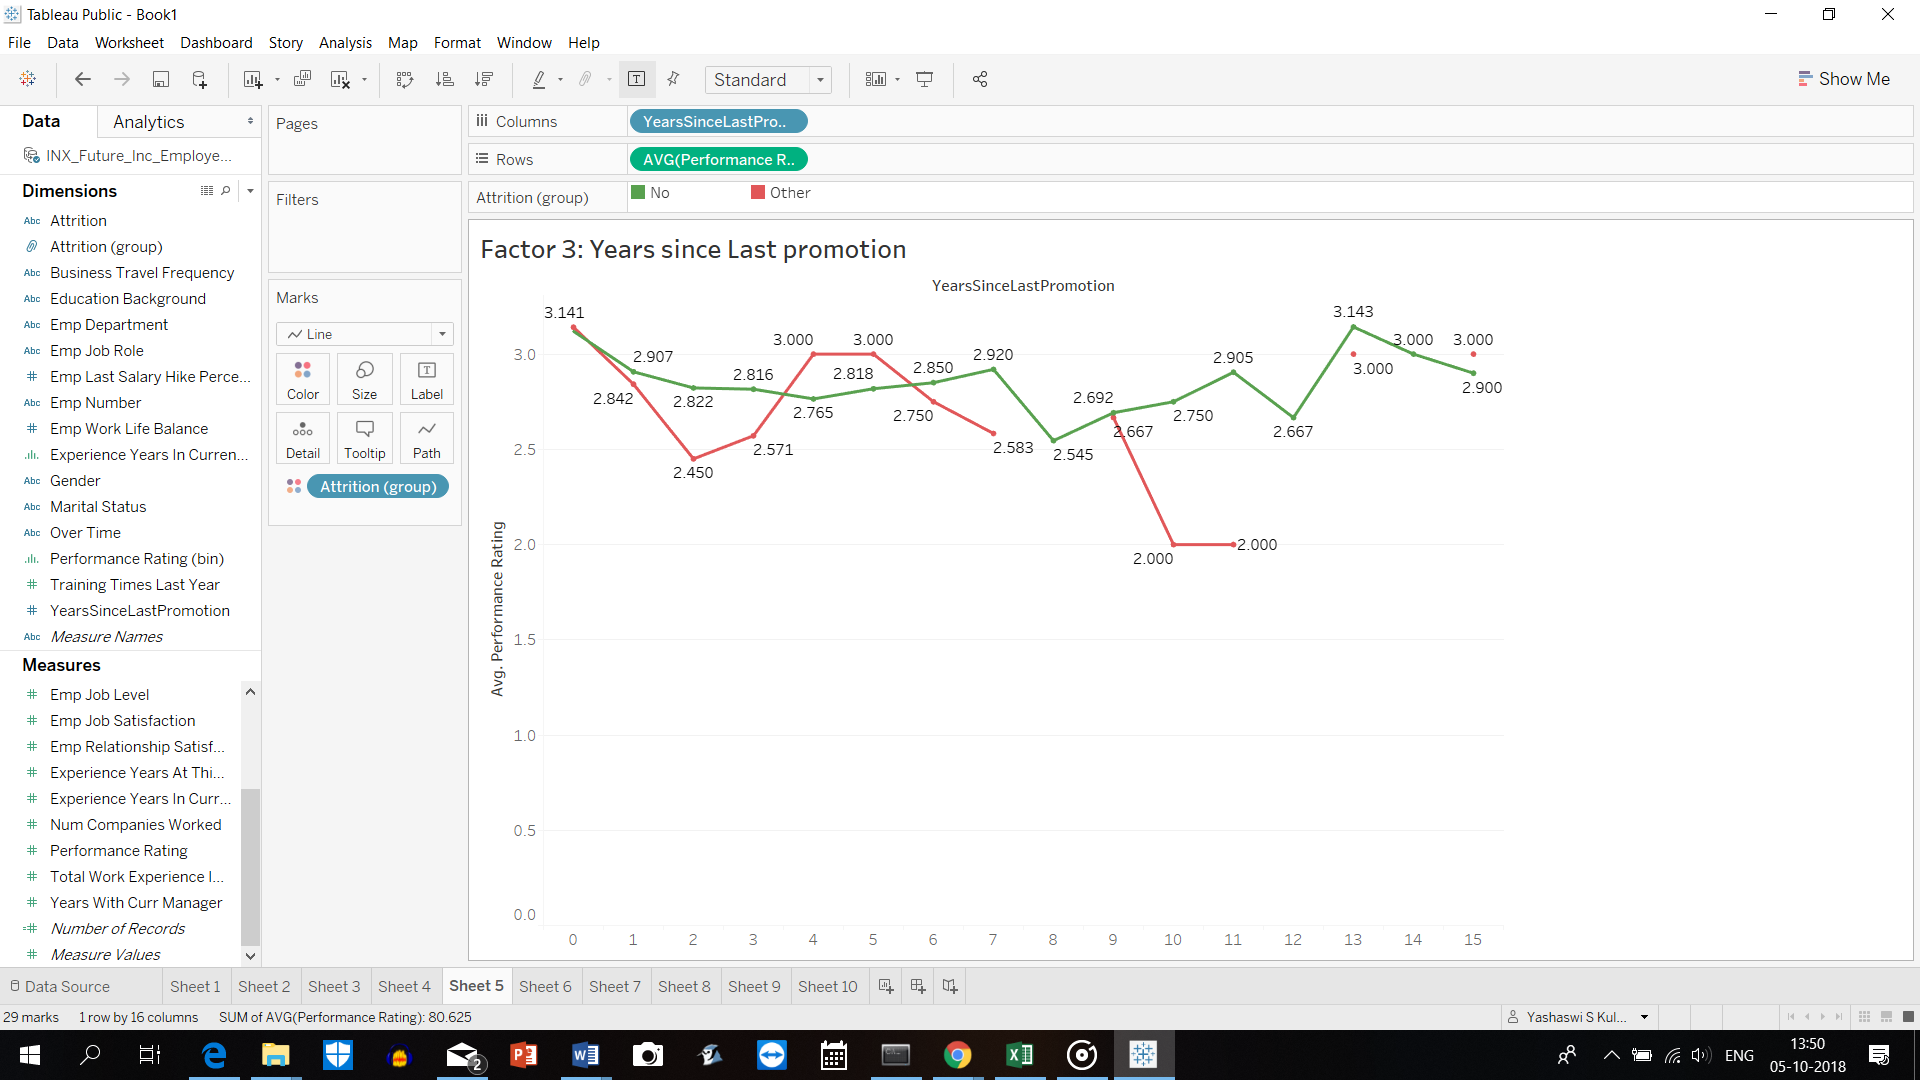 Tableau Public - Book1
File Data Worksheet Dashboard Story Analysis Map Format Window Help
Standard
Show Me
Data Analytics
INX_Future_Inc_Employe...
Dimensions
Abc Attrition
Attrition (group)
Abc Business Travel Frequency
Abc Education Background
Abc Emp Department
Abc Emp Job Role
# Emp Last Salary Hike Perce...
Abc Emp Number
# Emp Work Life Balance
Experience Years In Curren...
Abc Gender
Abc Marital Status
Abc Over Time
Performance Rating (bin)
# Training Times Last Year
# YearsSinceLastPromotion
Abc Measure Names
Measures
# Emp Job Level
# Emp Job Satisfaction
# Emp Relationship Satisf...
# Experience Years At Thi...
# Experience Years In Curr...
# Num Companies Worked
# Performance Rating
# Total Work Experience I...
# Years With Curr Manager
=# Number of Records
# Measure Values
Pages
Filters
Marks
Line
Color Size Label
Detail Tooltip Path
Attrition (group)
Columns YearsSinceLastPro..
Rows AVG(Performance R..
Attrition (group) No Other
Factor 3: Years since Last promotion
YearsSinceLastPromotion
3.141 3.143
3.000 3.000 3.000 3.000
2.907 2.920 2.905
3.0
2.816 2.818 2.850 3.000
2.842 2.822 2.692 2.900
2.765 2.750 2.750
2.667 2.667
2.5 2.571 2.583 2.545
2.450
2.0 2.000
2.000
Avg. Performance Rating
1.5
1.0
0.5
0.0
0 1 2 3 4 5 6 7 8 9 10 11 12 13 14 15
Data Source Sheet 1 Sheet 2 Sheet 3 Sheet 4 Sheet 5 Sheet 6 Sheet 7 Sheet 8 Sheet 9 Sheet 10
29 marks 1 row by 16 columns SUM of AVG(Performance Rating): 80.625
Yashaswi S Kul...
2
ENG
13:50
05-10-2018